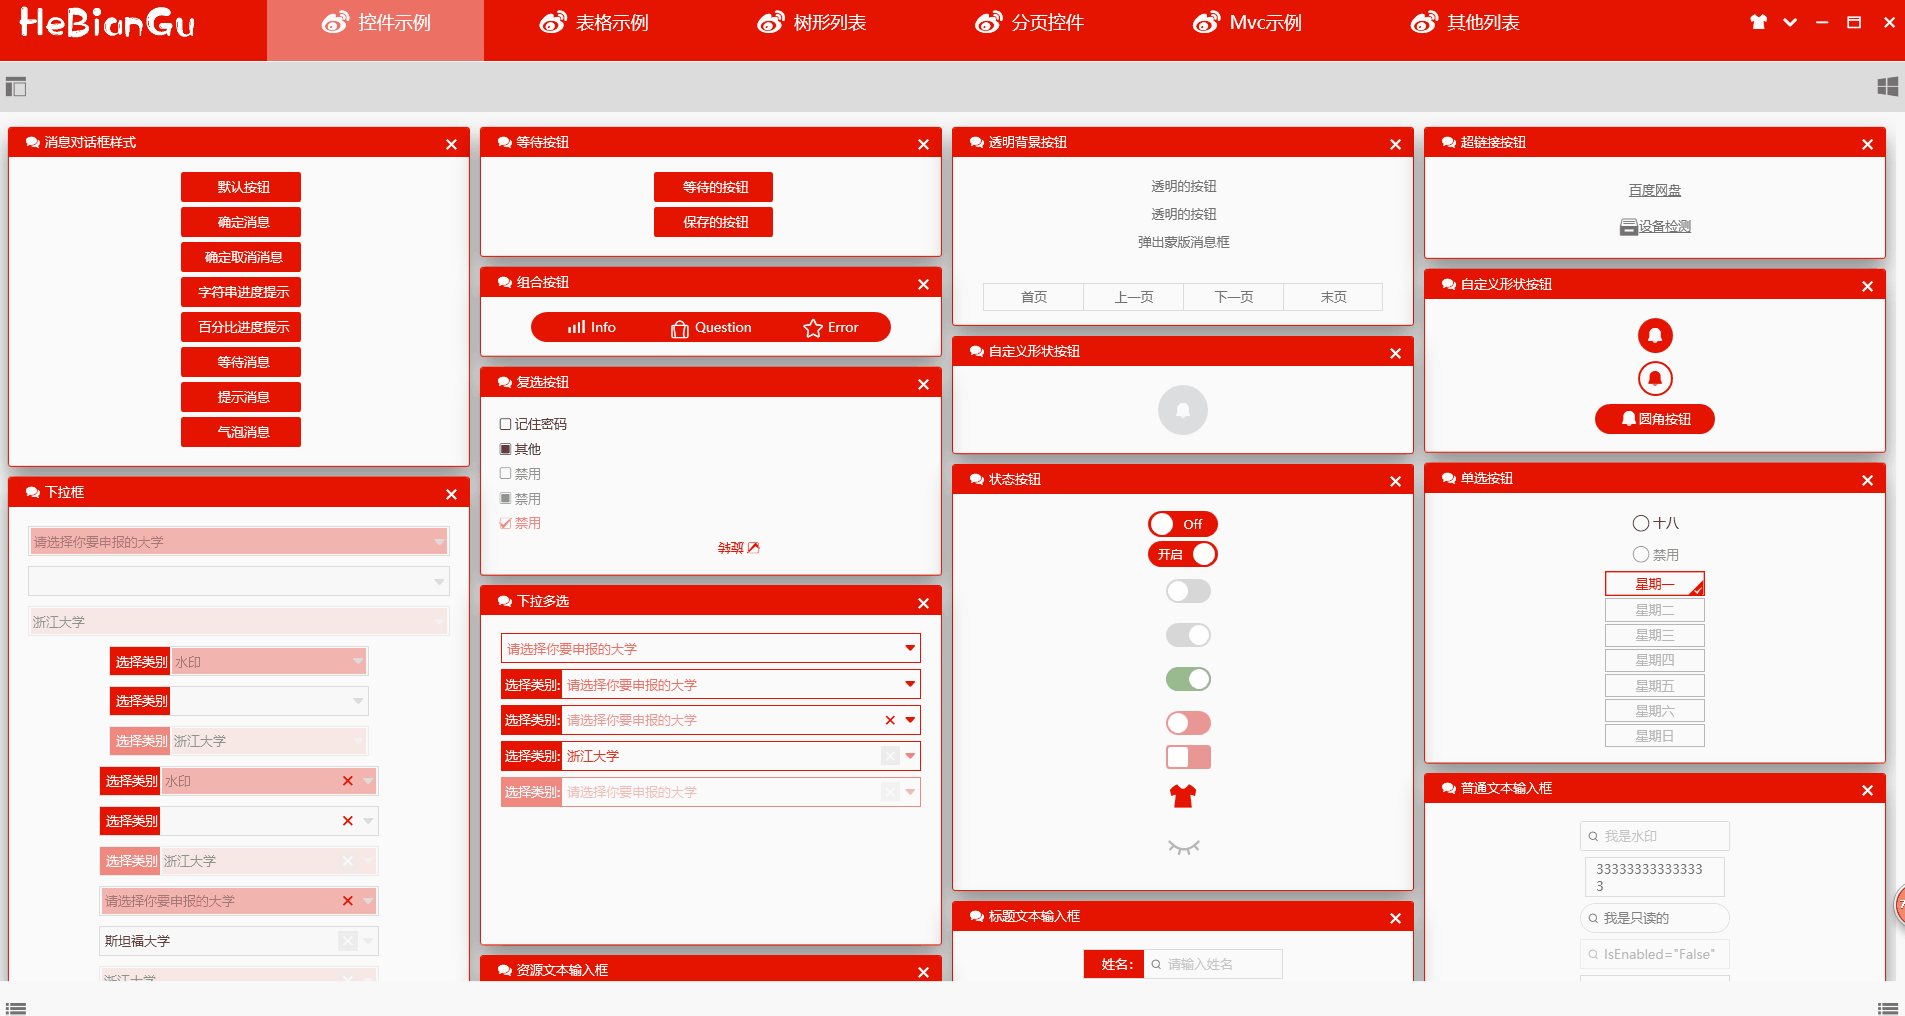 HeBianGu
控件示例
表格示例
树形列表
分页控件
Mvc示例
其他列表
消息对话框样式
默认按钮
确定消息
确定取消消息
字符串进度提示
百分比进度提示
等待消息
提示消息
气泡消息
下拉框
请选择你要申报的大学
浙江大学
选择类别 水印
选择类别
选择类别 浙江大学
选择类别 水印
选择类别
选择类别 浙江大学
请选择你要申报的大学
斯坦福大学
浙江大学
等待按钮
等待的按钮
保存的按钮
组合按钮
Info
Question
Error
复选按钮
记住密码
其他
禁用
禁用
禁用
下拉多选
请选择你要申报的大学
选择类别: 请选择你要申报的大学
选择类别: 请选择你要申报的大学
选择类别: 浙江大学
选择类别: 请选择你要申报的大学
资源文本输入框
透明背景按钮
透明的按钮
透明的按钮
弹出蒙版消息框
首页
上一页
下一页
末页
自定义形状按钮
状态按钮
Off
开启
标题文本输入框
姓名: 请输入姓名
超链接按钮
百度网盘
设备检测
自定义形状按钮
圆角按钮
单选按钮
十八
禁用
星期一
星期二
星期三
星期四
星期五
星期六
星期日
普通文本输入框
我是水印
33333333333333
3
我是只读的
IsEnabled="False"